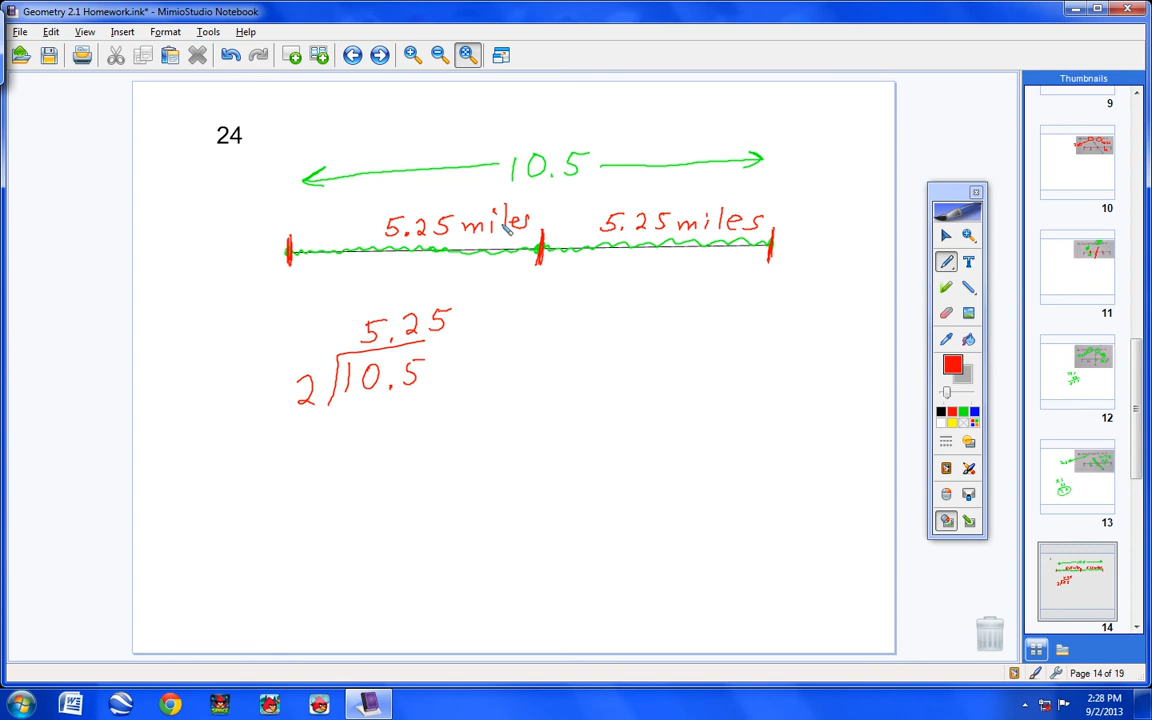 Geometry 2.1 Homework.ink* - MimioStudio Notebook
File Edit View Insert Format Tools Help
Thumbnails
9
24
10.5
5.25 miles 5.25 miles
10
5.25
2 10.5
11
12
13
14
Page 14 of 19
2:28 PM
9/2/2013